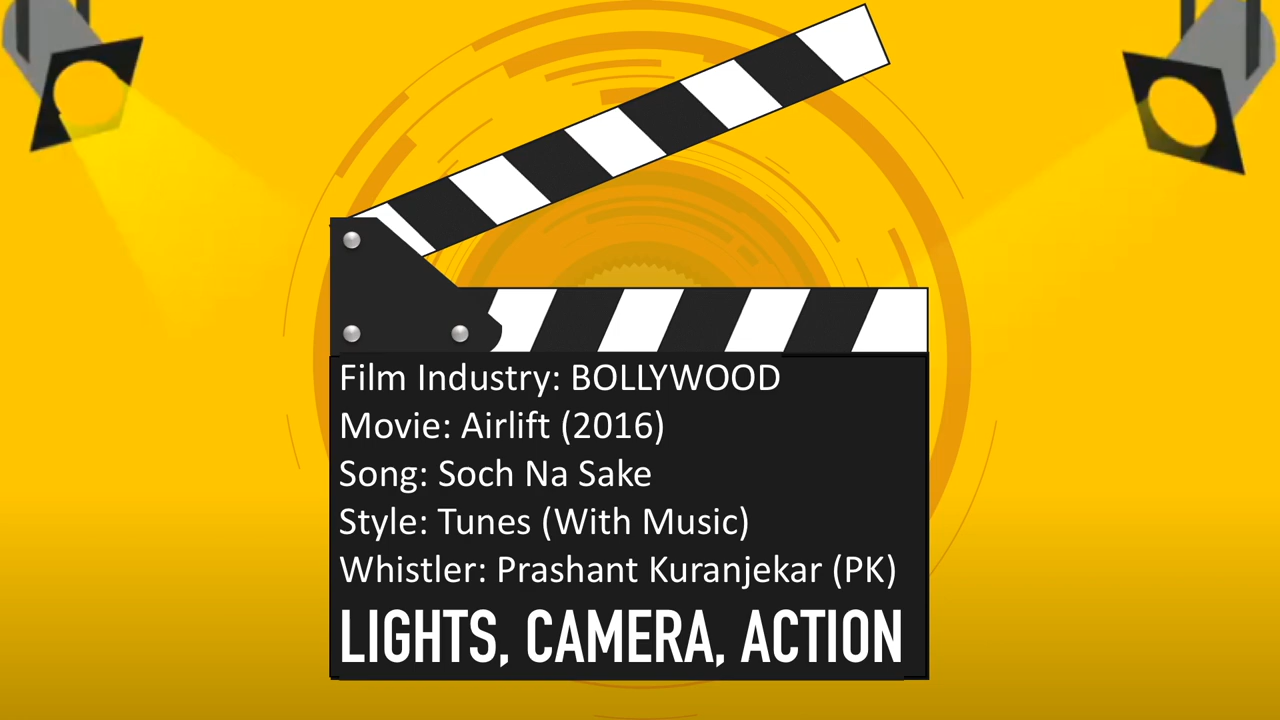 Film Industry: BOLLYWOOD
Movie: Airlift (2016)
Song: Soch Na Sake
Style: Tunes (With Music)
Whistler: Prashant Kuranjekar (PK)
LIGHTS, CAMERA, ACTION